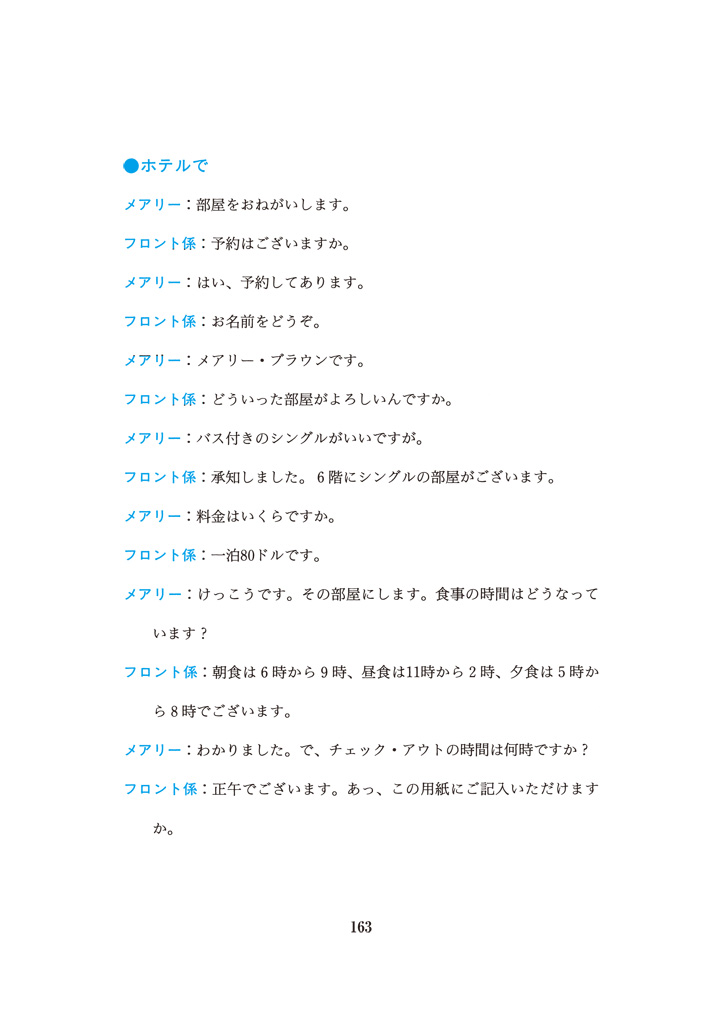 ●ホテルで
メアリー：部屋をおねがいします。
フロント係：予約はございますか。
メアリー：はい、予約してあります。
フロント係：お名前をどうぞ。
メアリー：メアリー・ブラウンです。
フロント係：どういった部屋がよろしいんですか。
メアリー：バス付きのシングルがいいですが。
フロント係：承知しました。6階にシングルの部屋がございます。
メアリー：料金はいくらですか。
フロント係：一泊80ドルです。
メアリー：けっこうです。その部屋にします。食事の時間はどうなって
います？
フロント係：朝食は6時から9時、昼食は11時から2時、夕食は5時か
ら8時でございます。
メアリー：わかりました。で、チェック・アウトの時間は何時ですか？
フロント係：正午でございます。あっ、この用紙にご記入いただけます
か。
163